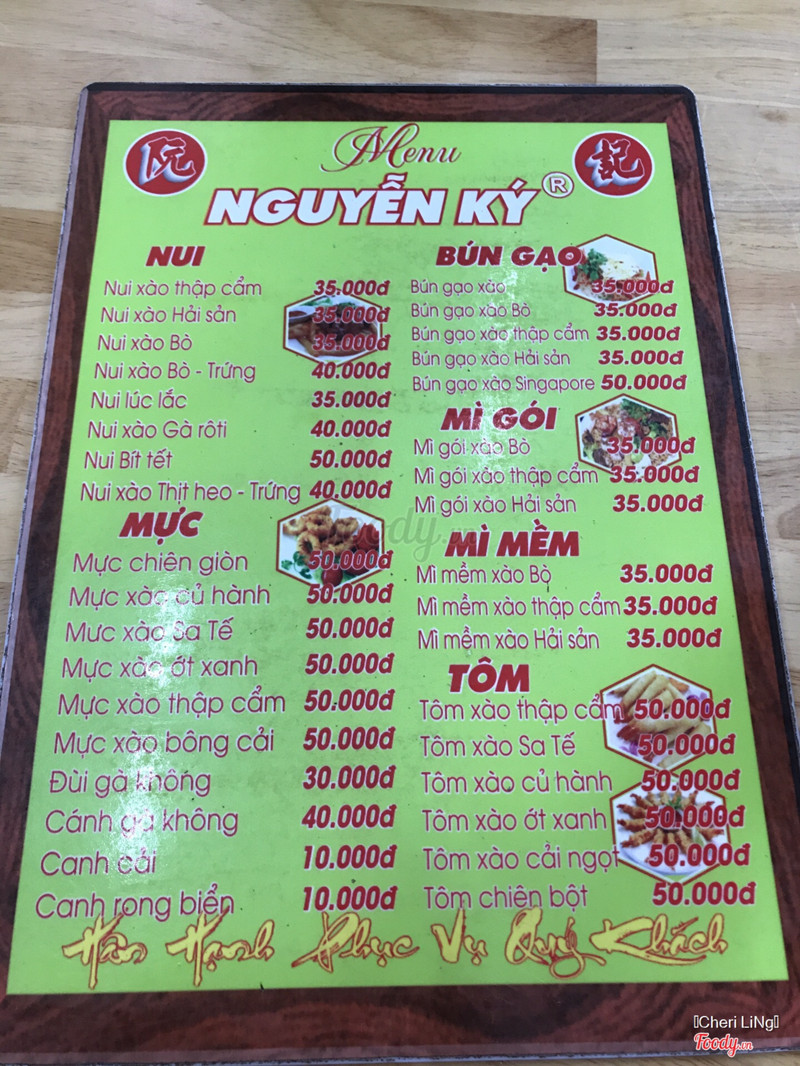 阮
Menu
記
NGUYỄN KÝ ®
NUI
Nui xào thập cẩm 35.000đ
Nui xào Hải sản 35.000đ
Nui xào Bò 35.000đ
Nui xào Bò - Trứng 40.000đ
Nui lúc lắc 35.000đ
Nui xào Gà rôti 40.000đ
Nui Bít tết 50.000đ
Nui xào Thịt heo - Trứng 40.000đ
MỰC
Mực chiên giòn 50.000đ
Mực xào củ hành 50.000đ
Mưc xào Sa Tế 50.000đ
Mực xào ớt xanh 50.000đ
Mực xào thập cẩm 50.000đ
Mực xào bông cải 50.000đ
Đùi gà không 30.000đ
Cánh gà không 40.000đ
Canh cải 10.000đ
Canh rong biển 10.000đ
BÚN GẠO
Bún gạo xào 35.000đ
Bún gạo xào Bò 35.000đ
Bún gạo xào thập cẩm 35.000đ
Bún gạo xào Hải sản 35.000đ
Bún gạo xào Singapore 50.000đ
MÌ GÓI
Mì gói xào Bò 35.000đ
Mì gói xào thập cẩm 35.000đ
Mì gói xào Hải sản 35.000đ
MÌ MỀM
Mì mềm xào Bò 35.000đ
Mì mềm xào thập cẩm 35.000đ
Mì mềm xào Hải sản 35.000đ
TÔM
Tôm xào thập cẩm 50.000đ
Tôm xào Sa Tế 50.000đ
Tôm xào củ hành 50.000đ
Tôm xào ớt xanh 50.000đ
Tôm xào cải ngọt 50.000đ
Tôm chiên bột 50.000đ
Hân Hạnh Phục Vụ Quý Khách
Foody.vn
Cheri LiNg
Foody.vn